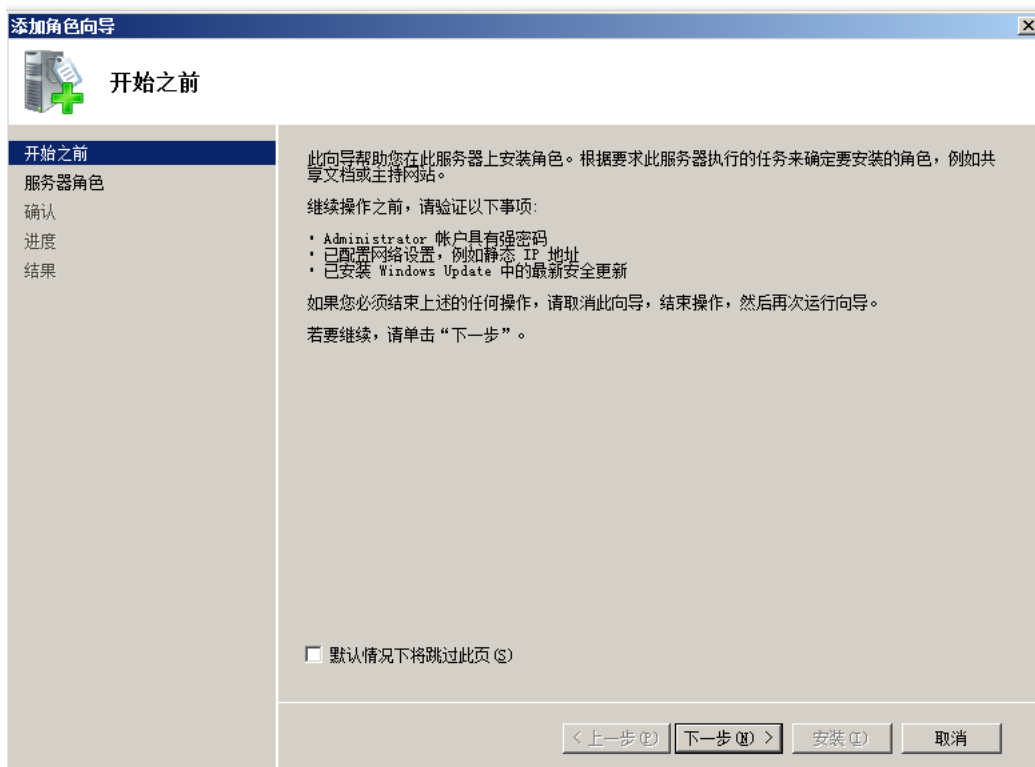 添加角色向导
开始之前
开始之前
服务器角色
确认
进度
结果
此向导帮助您在此服务器上安装角色。根据要求此服务器执行的任务来确定要安装的角色，例如共
享文档或主持网站。
继续操作之前，请验证以下事项:
· Administrator 帐户具有强密码
· 已配置网络设置，例如静态 IP 地址
· 已安装 Windows Update 中的最新安全更新
如果您必须结束上述的任何操作，请取消此向导，结束操作，然后再次运行向导。
若要继续，请单击“下一步”。
默认情况下将跳过此页(S)
< 上一步(P) 下一步(N) > 安装(I) 取消